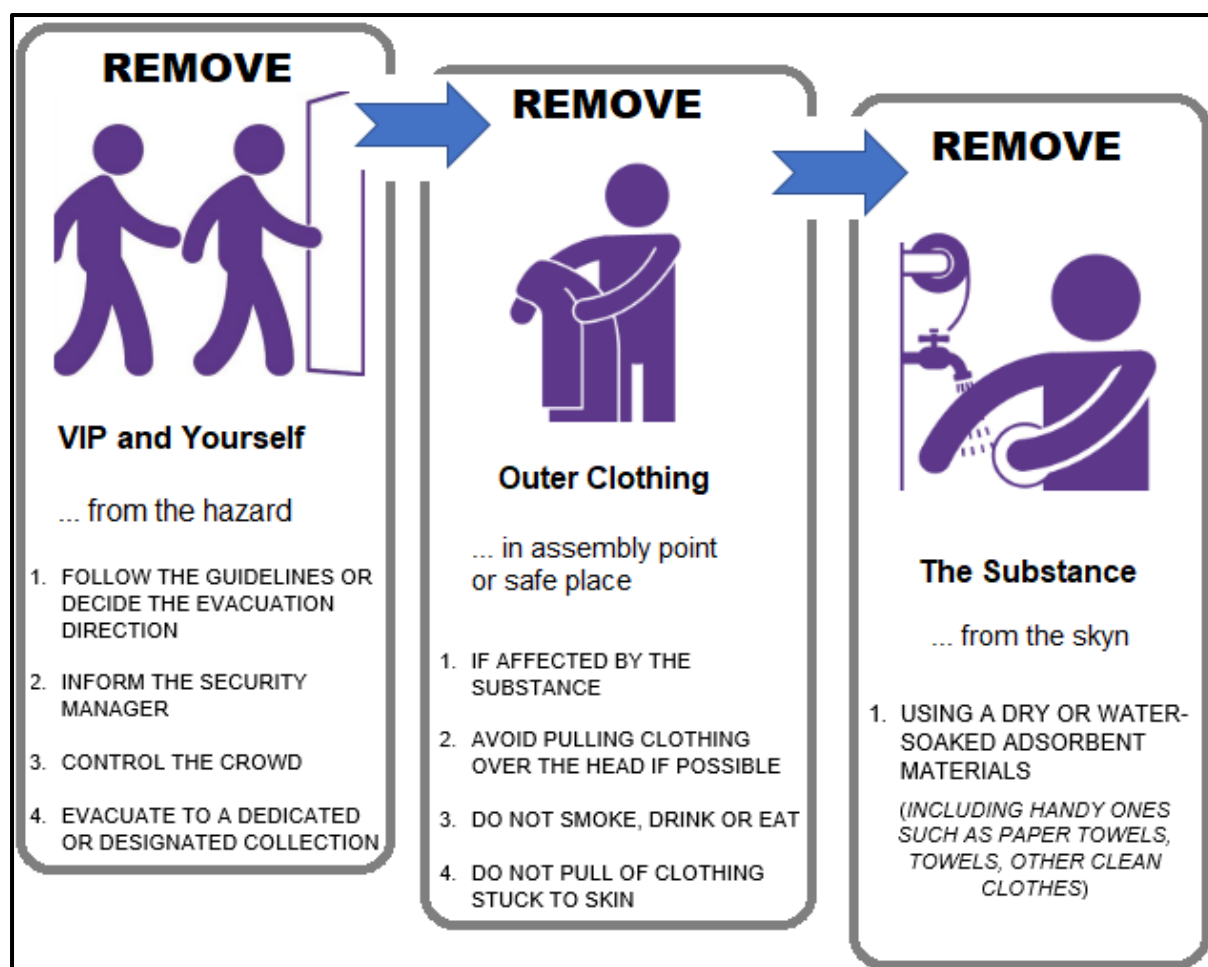 REMOVE
VIP and Yourself
... from the hazard
1. FOLLOW THE GUIDELINES OR
DECIDE THE EVACUATION
DIRECTION
2. INFORM THE SECURITY
MANAGER
3. CONTROL THE CROWD
4. EVACUATE TO A DEDICATED
OR DESIGNATED COLLECTION
REMOVE
Outer Clothing
... in assembly point
or safe place
1. IF AFFECTED BY THE
SUBSTANCE
2. AVOID PULLING CLOTHING
OVER THE HEAD IF POSSIBLE
3. DO NOT SMOKE, DRINK OR EAT
4. DO NOT PULL OF CLOTHING
STUCK TO SKIN
REMOVE
The Substance
... from the skyn
1. USING A DRY OR WATER-
SOAKED ADSORBENT
MATERIALS
(INCLUDING HANDY ONES
SUCH AS PAPER TOWELS,
TOWELS, OTHER CLEAN
CLOTHES)